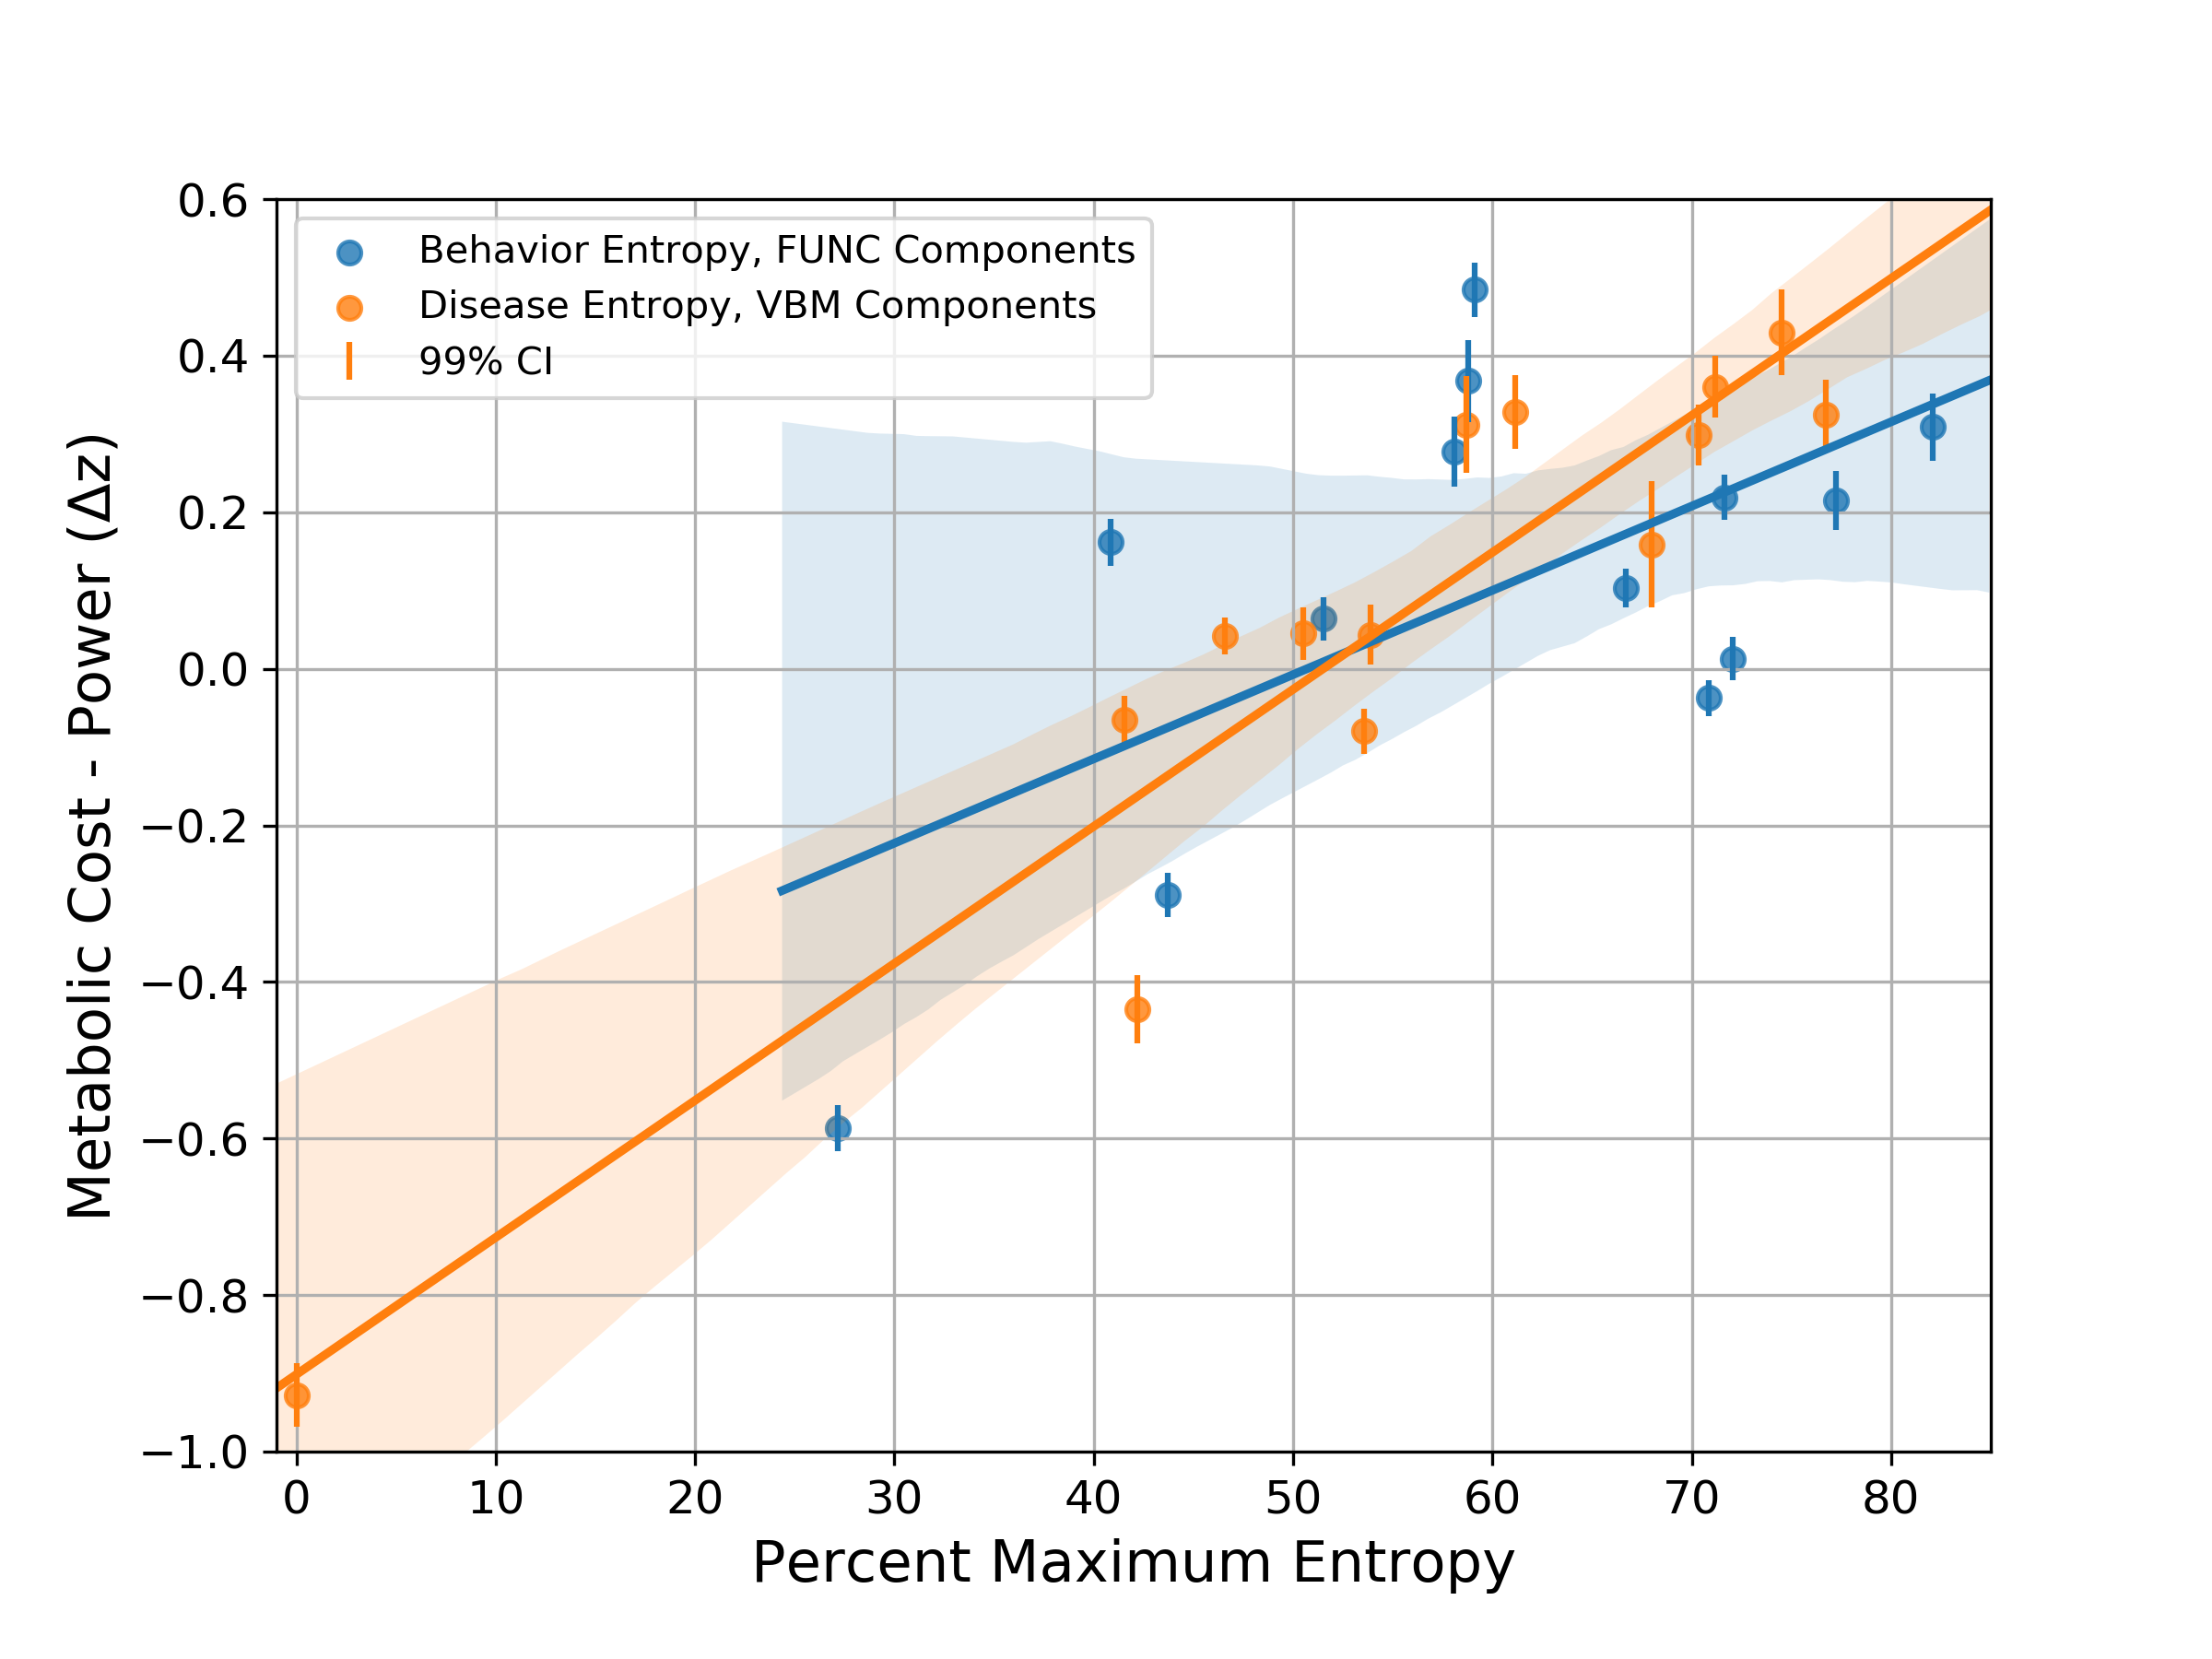 Behavior Entropy, FUNC Components
Disease Entropy, VBM Components
99% CI
Metabolic Cost - Power (Δz)
0.6
0.4
0.2
0.0
−0.2
−0.4
−0.6
−0.8
−1.0
0 10 20 30 40 50 60 70 80
Percent Maximum Entropy